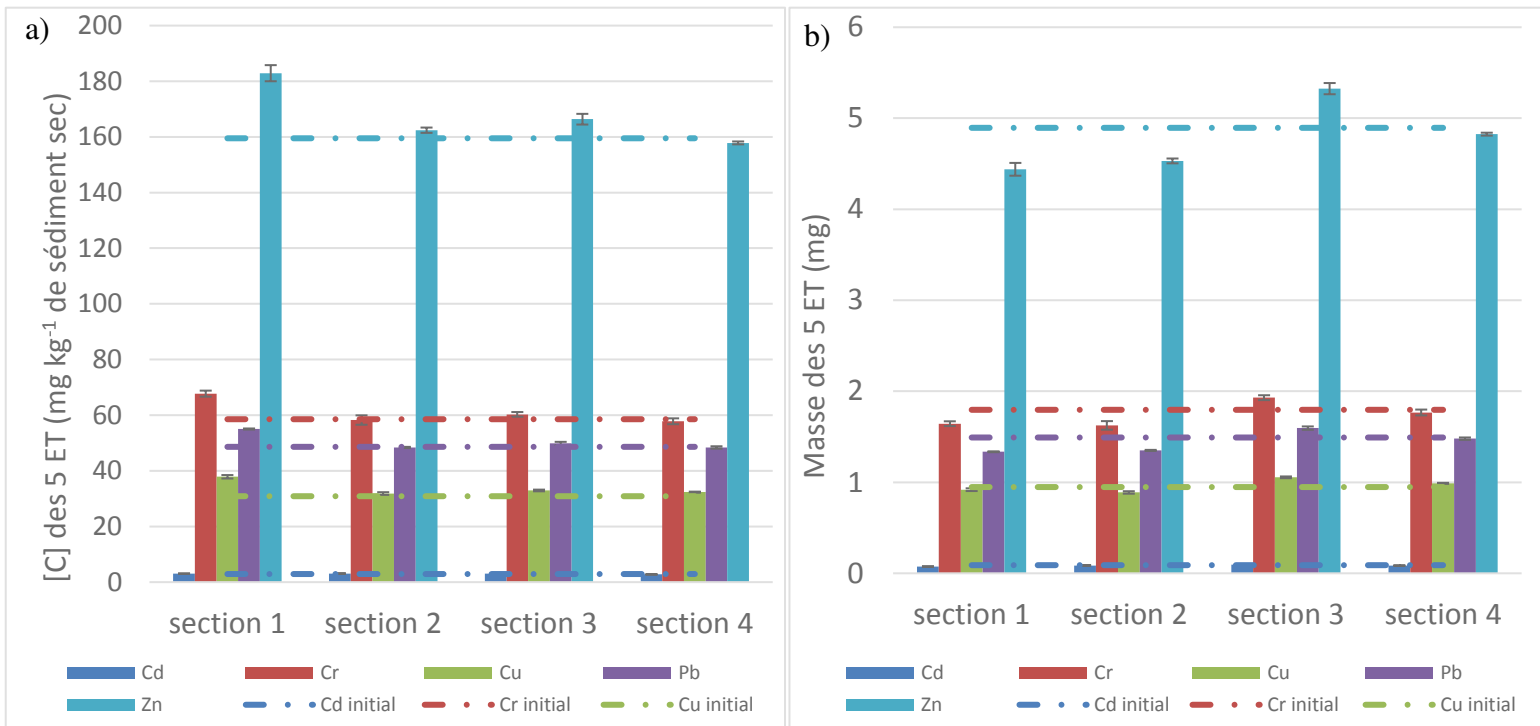 a)
[C] des 5 ET (mg kg⁻¹ de sédiment sec)
200
180
160
140
120
100
80
60
40
20
0
section 1 section 2 section 3 section 4
Cd Cr Cu Pb
Zn Cd initial Cr initial Cu initial
b)
Masse des 5 ET (mg)
6
5
4
3
2
1
0
section 1 section 2 section 3 section 4
Cd Cr Cu Pb
Zn Cd initial Cr initial Cu initial